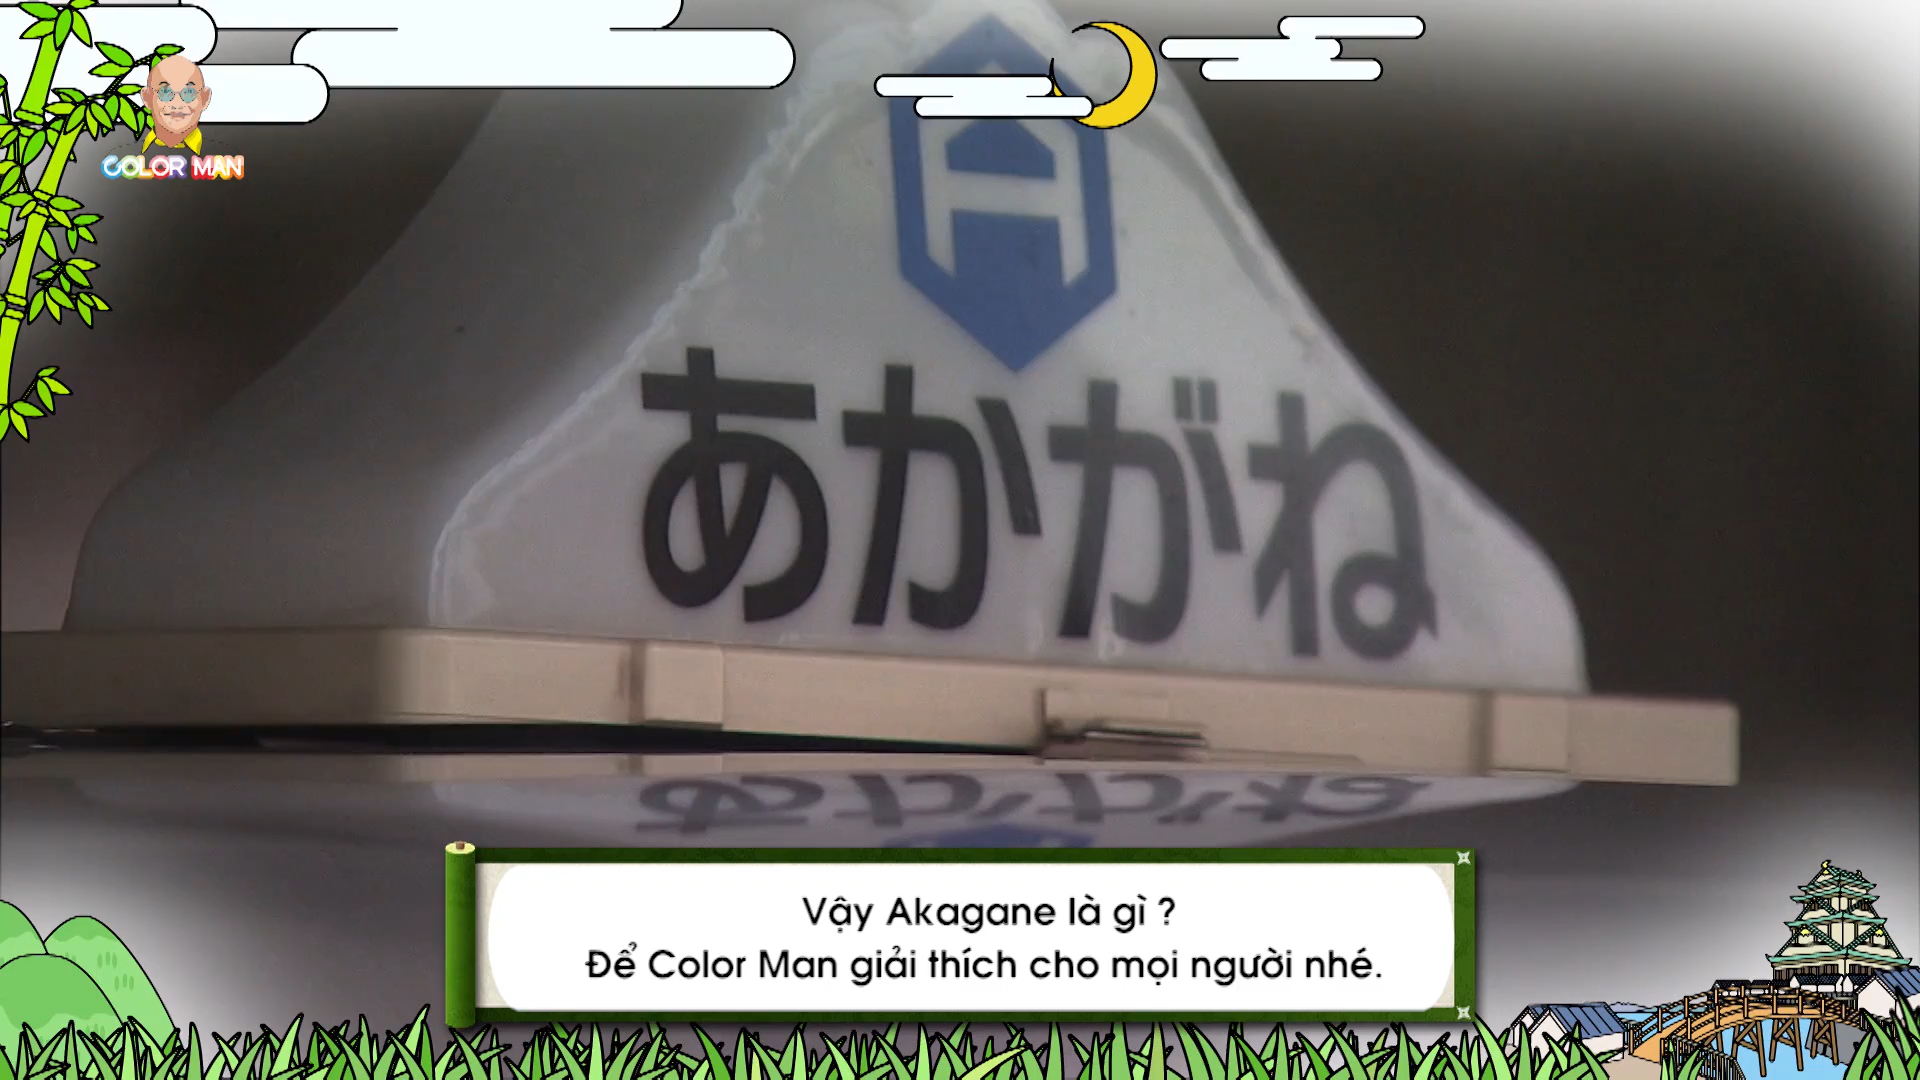 COLOR MAN
A
あかがね
Vậy Akagane là gì ?
Để Color Man giải thích cho mọi người nhé.